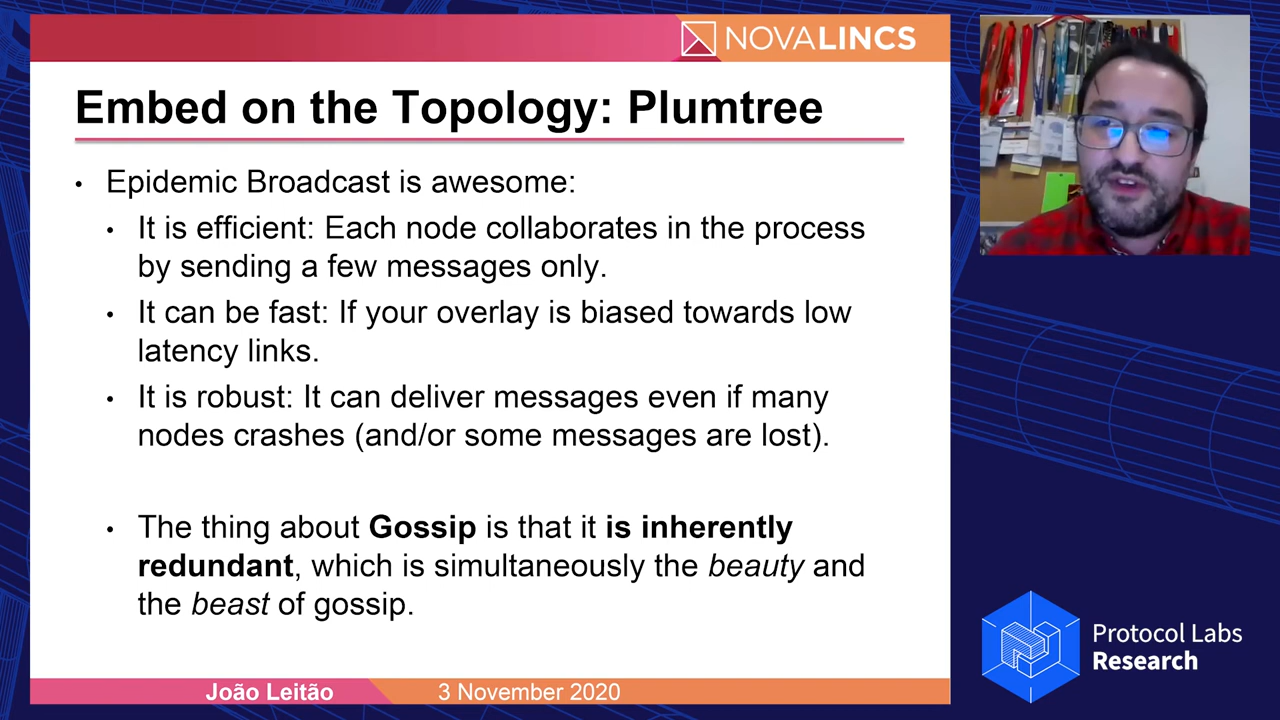 NOVALINCS
Embed on the Topology: Plumtree
• Epidemic Broadcast is awesome:
• It is efficient: Each node collaborates in the process
by sending a few messages only.
• It can be fast: If your overlay is biased towards low
latency links.
• It is robust: It can deliver messages even if many
nodes crashes (and/or some messages are lost).
• The thing about Gossip is that it is inherently
redundant, which is simultaneously the beauty and
the beast of gossip.
João Leitão
3 November 2020
Protocol Labs
Research